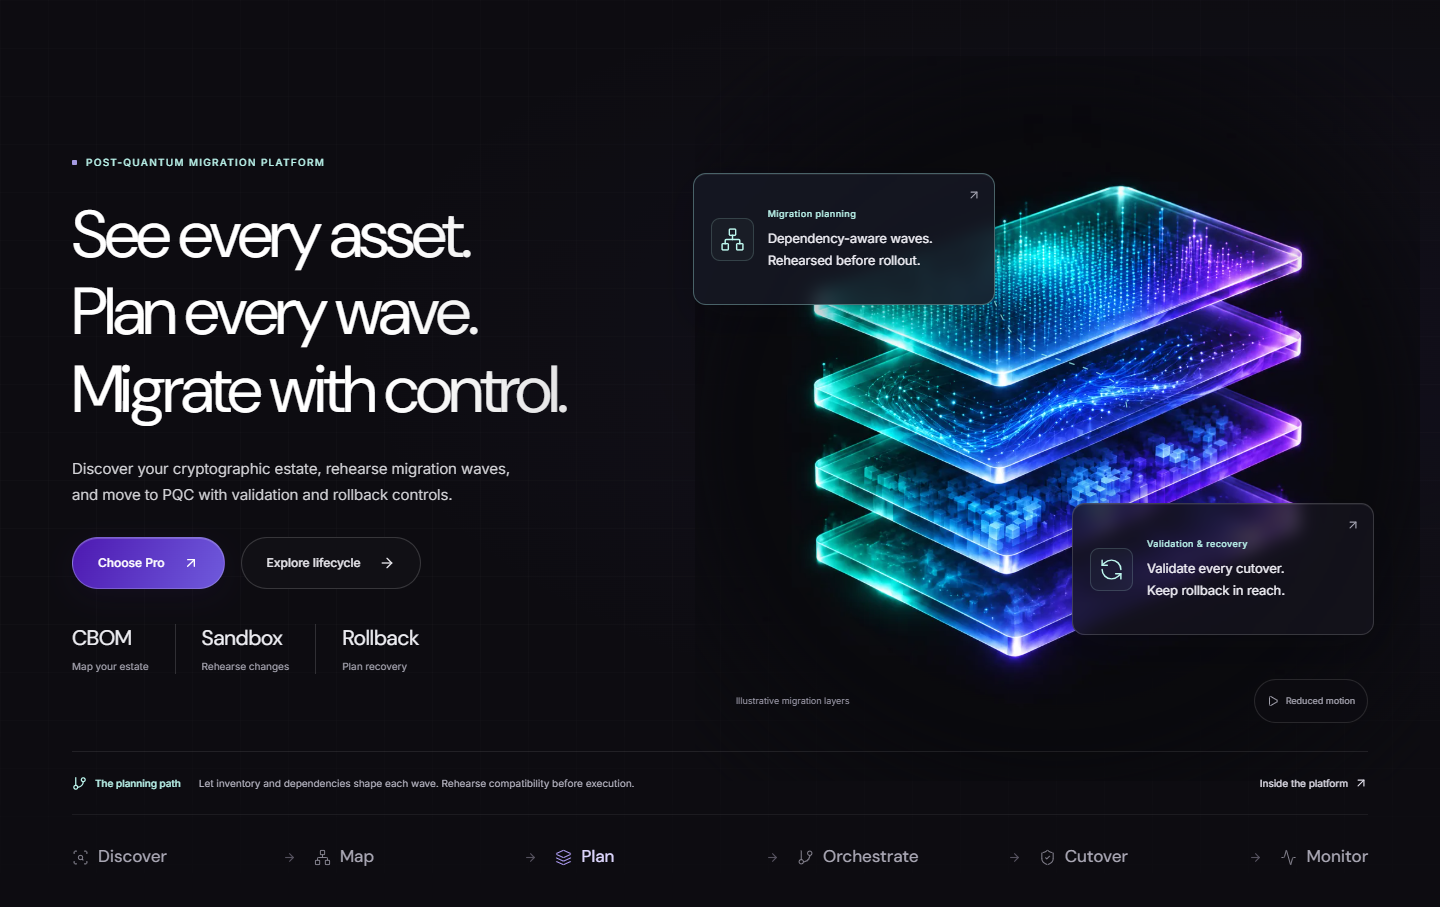 POST-QUANTUM MIGRATION PLATFORM
See every asset.
Plan every wave.
Migrate with control.
Discover your cryptographic estate, rehearse migration waves,
and move to PQC with validation and rollback controls.
Choose Pro
Explore lifecycle
CBOM
Map your estate
Sandbox
Rehearse changes
Rollback
Plan recovery
Migration planning
Dependency-aware waves.
Rehearsed before rollout.
Validation & recovery
Validate every cutover.
Keep rollback in reach.
Illustrative migration layers
Reduced motion
The planning path
Let inventory and dependencies shape each wave. Rehearse compatibility before execution.
Inside the platform
Discover
Map
Plan
Orchestrate
Cutover
Monitor